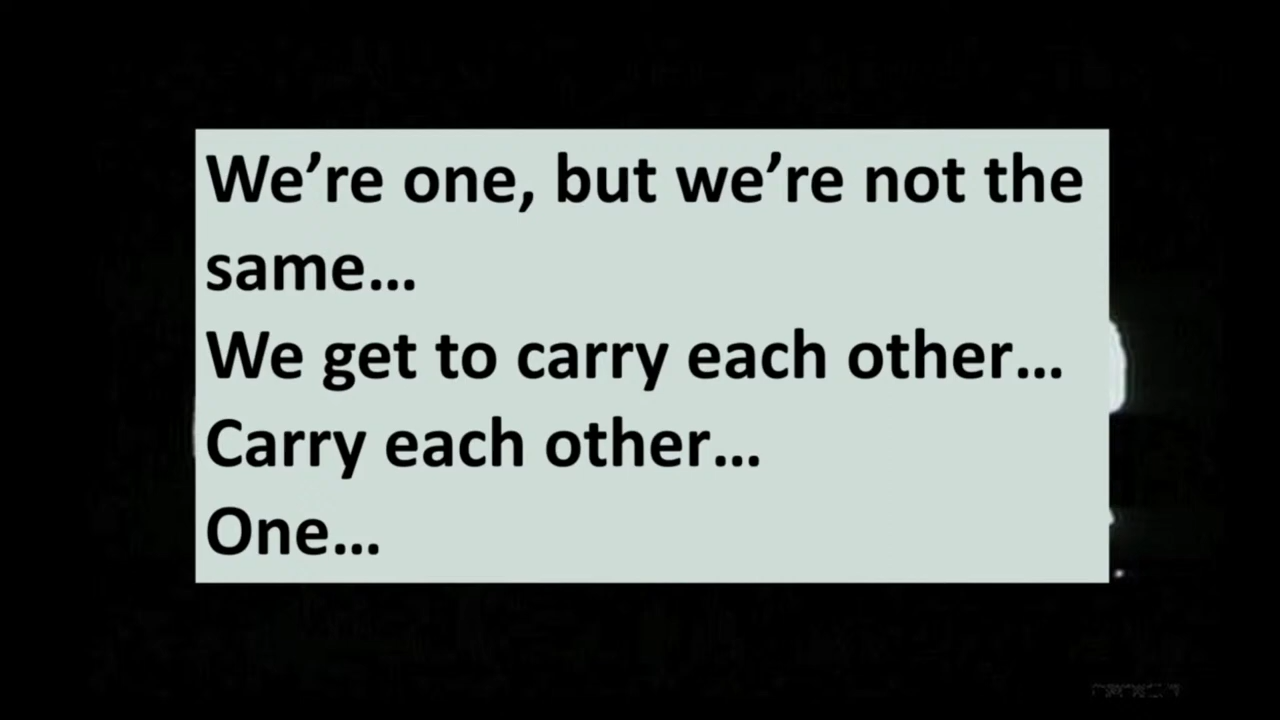 We’re one, but we’re not the
same…
We get to carry each other…
Carry each other…
One…